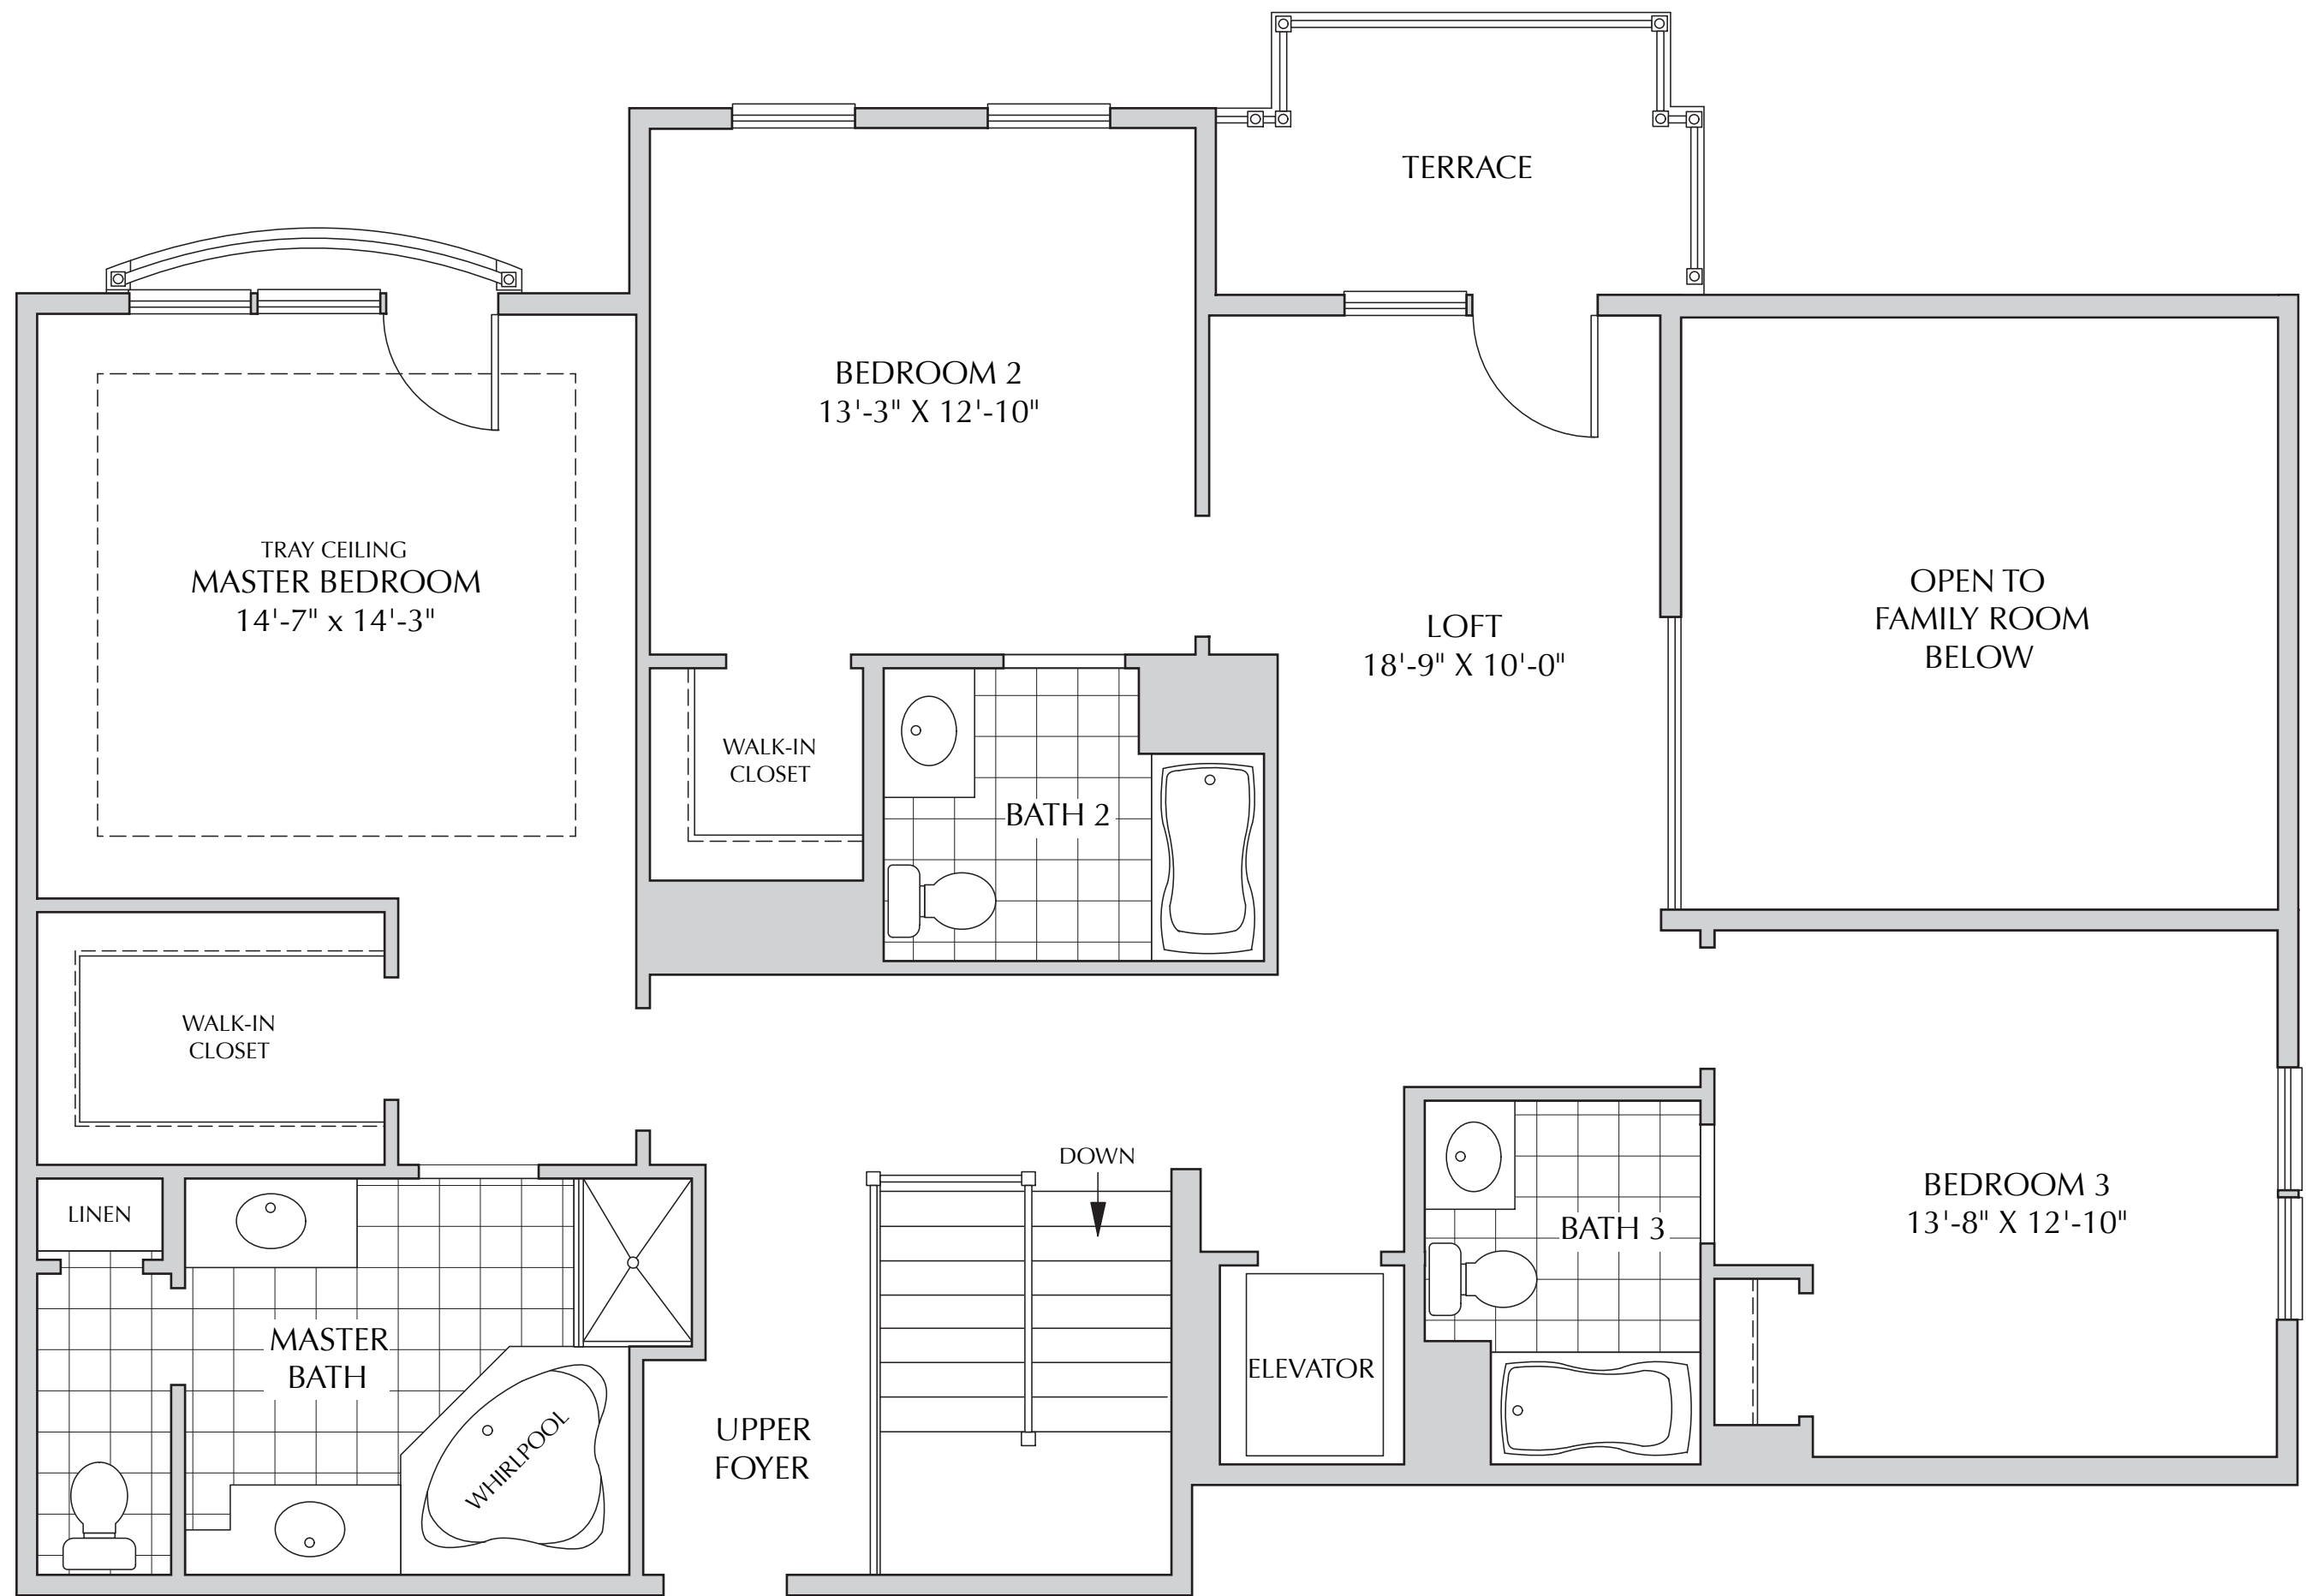 TERRACE
BEDROOM 2
13'-3" X 12'-10"
TRAY CEILING
MASTER BEDROOM
14'-7" x 14'-3"
OPEN TO
FAMILY ROOM
BELOW
LOFT
18'-9" X 10'-0"
WALK-IN
CLOSET
BATH 2
WALK-IN
CLOSET
DOWN
LINEN
BEDROOM 3
13'-8" X 12'-10"
BATH 3
MASTER
BATH
ELEVATOR
WHIRLPOOL
UPPER
FOYER